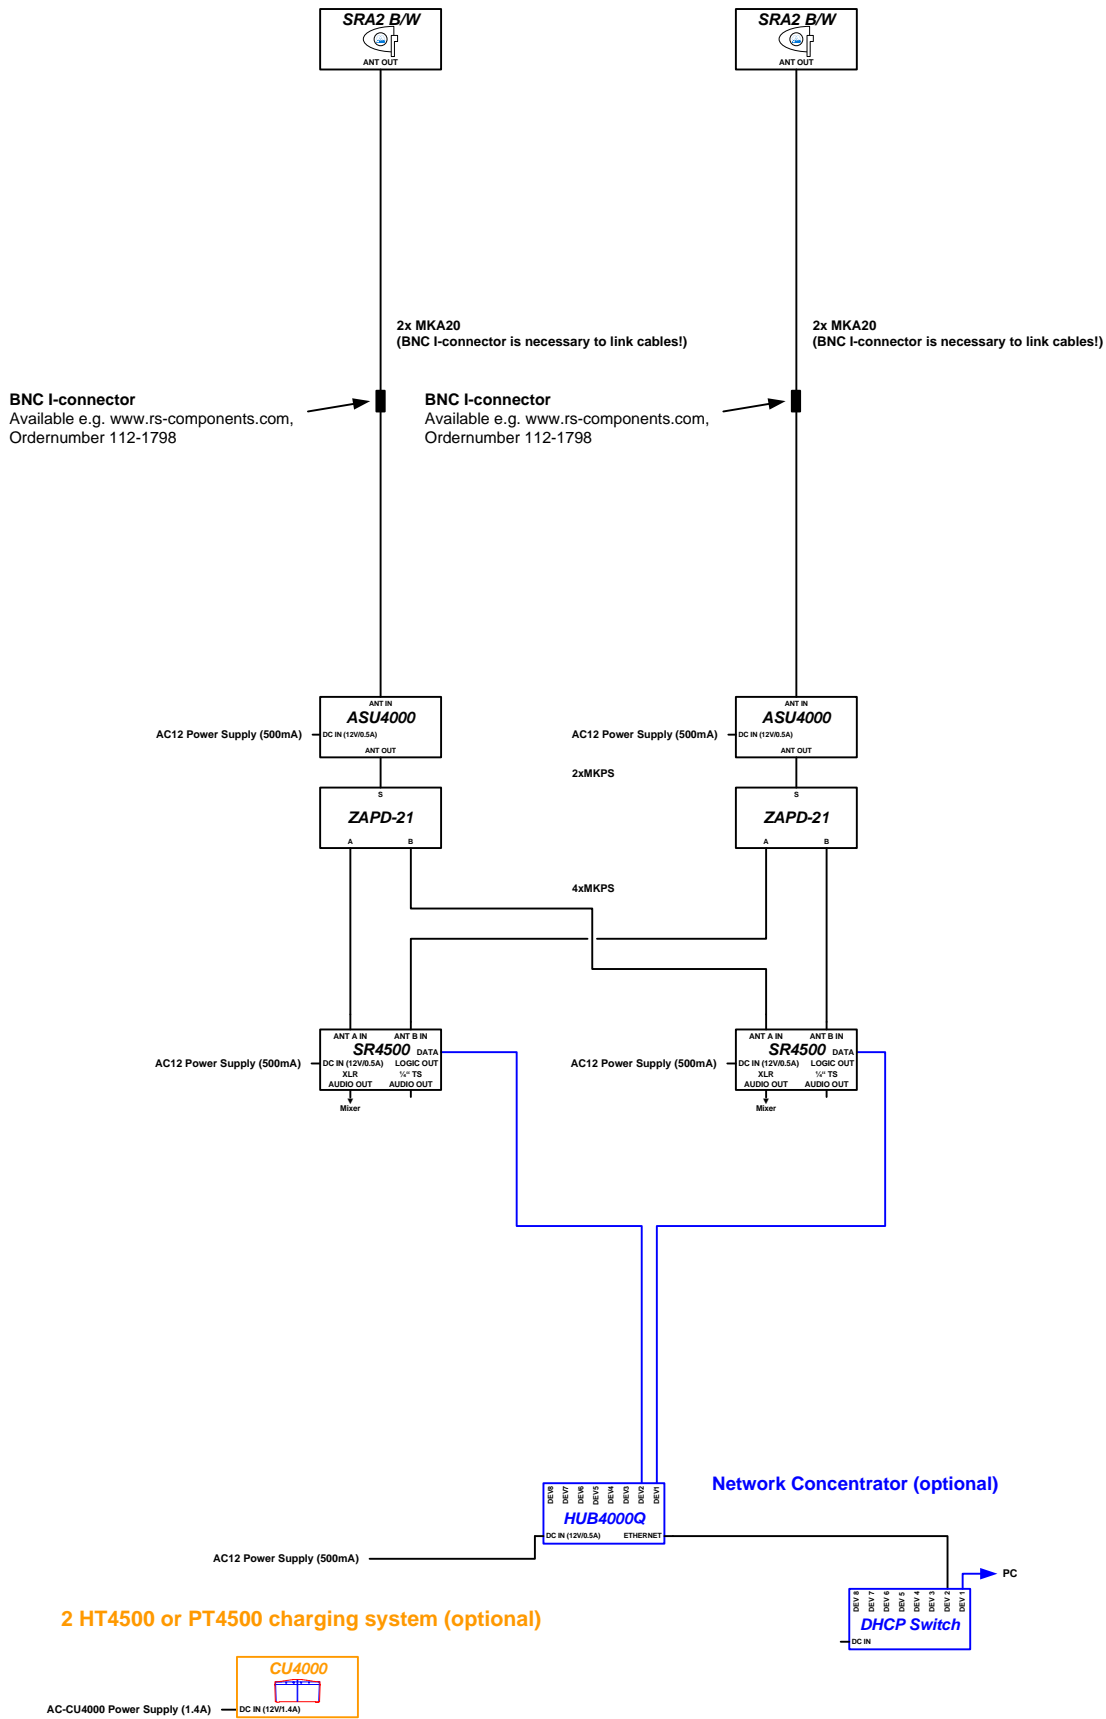 SRA2 B/W
ANT OUT
SRA2 B/W
ANT OUT
2x MKA20
(BNC I-connector is necessary to link cables!)
2x MKA20
(BNC I-connector is necessary to link cables!)
BNC I-connector
Available e.g. www.rs-components.com,
Ordernumber 112-1798
BNC I-connector
Available e.g. www.rs-components.com,
Ordernumber 112-1798
ANT IN
ASU4000
AC12 Power Supply (500mA)
DC IN (12V/0.5A)
ANT OUT
ANT IN
ASU4000
AC12 Power Supply (500mA)
DC IN (12V/0.5A)
ANT OUT
2xMKPS
S
ZAPD-21
A
B
S
ZAPD-21
A
B
4xMKPS
ANT A IN
ANT B IN
SR4500
DATA
AC12 Power Supply (500mA)
DC IN (12V/0.5A)
LOGIC OUT
XLR
¼“ TS
AUDIO OUT
AUDIO OUT
Mixer
ANT A IN
ANT B IN
SR4500
DATA
AC12 Power Supply (500mA)
DC IN (12V/0.5A)
LOGIC OUT
XLR
¼“ TS
AUDIO OUT
AUDIO OUT
Mixer
Network Concentrator (optional)
DEV8
DEV7
DEV6
DEV5
DEV4
DEV3
DEV2
DEV1
HUB4000Q
DC IN (12V/0.5A)
ETHERNET
AC12 Power Supply (500mA)
PC
DEV 8
DEV 7
DEV 6
DEV 5
DEV 4
DEV 3
DEV 2
DEV 1
DHCP Switch
DC IN
2 HT4500 or PT4500 charging system (optional)
CU4000
AC-CU4000 Power Supply (1.4A)
DC IN (12V/1.4A)